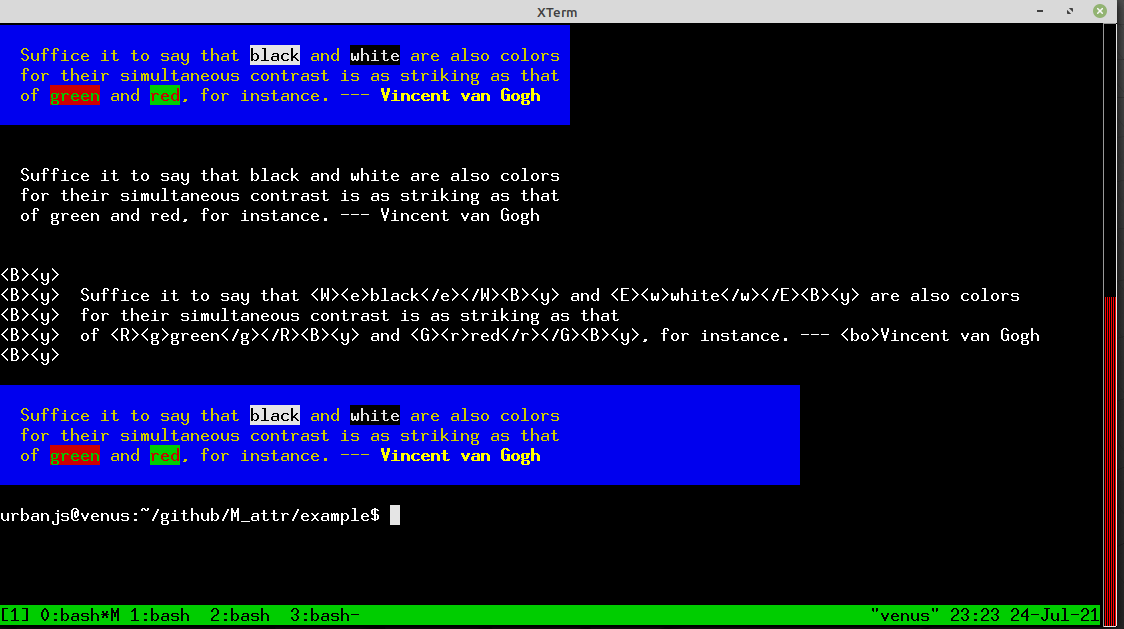 XTerm
Suffice it to say that black and white are also colors
for their simultaneous contrast is as striking as that
of green and red, for instance. --- Vincent van Gogh
Suffice it to say that black and white are also colors
for their simultaneous contrast is as striking as that
of green and red, for instance. --- Vincent van Gogh
<B><y>
<B><y>  Suffice it to say that <W><e>black</e></W><B><y> and <E><w>white</w></E><B><y> are also colors
<B><y>  for their simultaneous contrast is as striking as that
<B><y>  of <R><g>green</g></R><B><y> and <G><r>red</r></G><B><y>, for instance. --- <bo>Vincent van Gogh
<B><y>
Suffice it to say that black and white are also colors
for their simultaneous contrast is as striking as that
of green and red, for instance. --- Vincent van Gogh
urbanjs@venus:~/github/M_attr/example$
[1] 0:bash*M 1:bash  2:bash  3:bash- "venus" 23:23 24-Jul-21